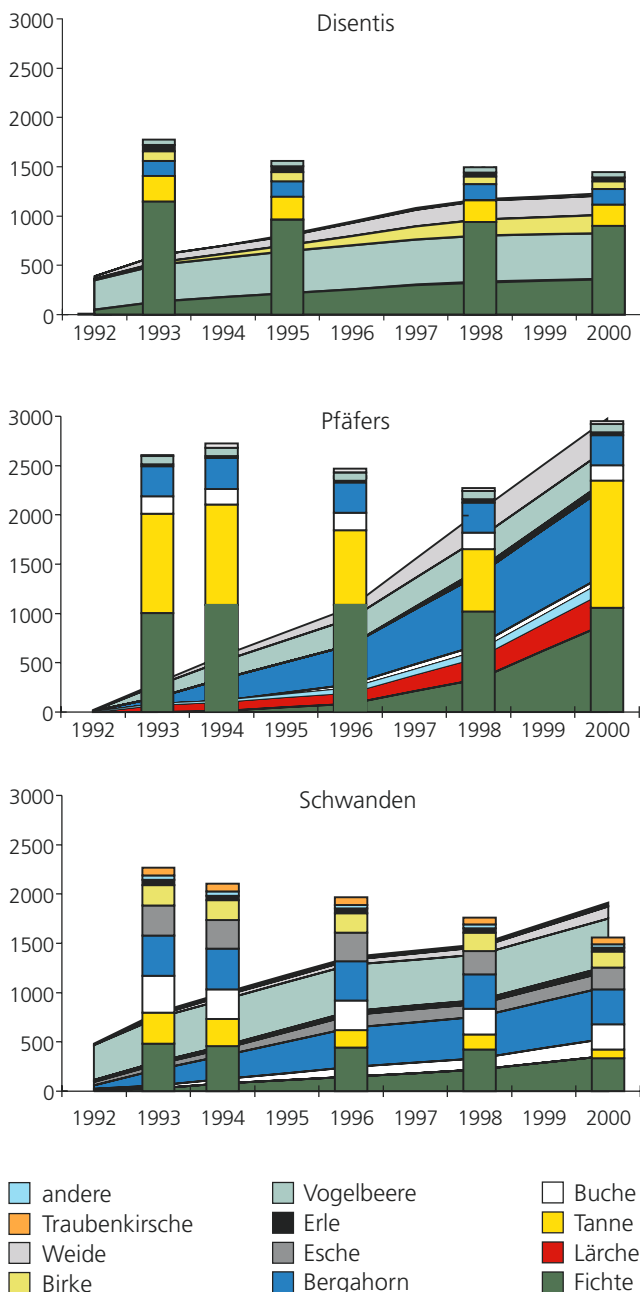 Disentis
3000
2500
2000
1500
1000
500
0
1992 1993 1994 1995 1996 1997 1998 1999 2000
Pfäfers
3000
2500
2000
1500
1000
500
0
1992 1993 1994 1995 1996 1997 1998 1999 2000
Schwanden
3000
2500
2000
1500
1000
500
0
1992 1993 1994 1995 1996 1997 1998 1999 2000
andere Vogelbeere Buche
Traubenkirsche Erle Tanne
Weide Esche Lärche
Birke Bergahorn Fichte